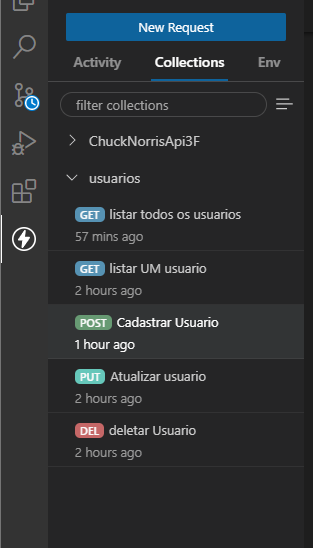 New Request
Activity Collections Env
filter collections
ChuckNorrisApi3F
usuarios
GET listar todos os usuarios
57 mins ago
GET listar UM usuario
2 hours ago
POST Cadastrar Usuario
1 hour ago
PUT Atualizar usuario
2 hours ago
DEL deletar Usuario
2 hours ago